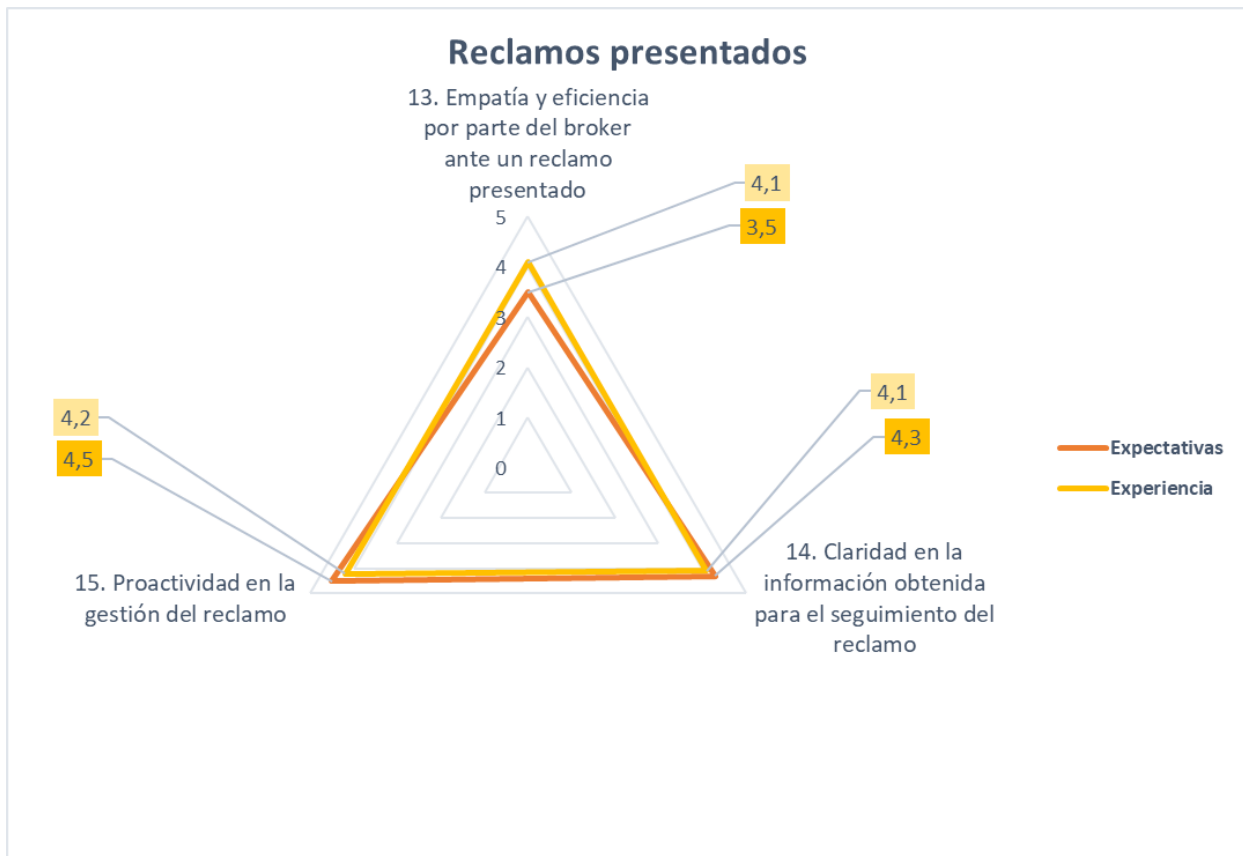 Reclamos presentados
13. Empatía y eficiencia
por parte del broker
ante un reclamo
presentado
4,1
3,5
5
4
3
2
1
0
4,1
4,3
4,2
4,5
Expectativas
Experiencia
14. Claridad en la
información obtenida
para el seguimiento del
reclamo
15. Proactividad en la
gestión del reclamo